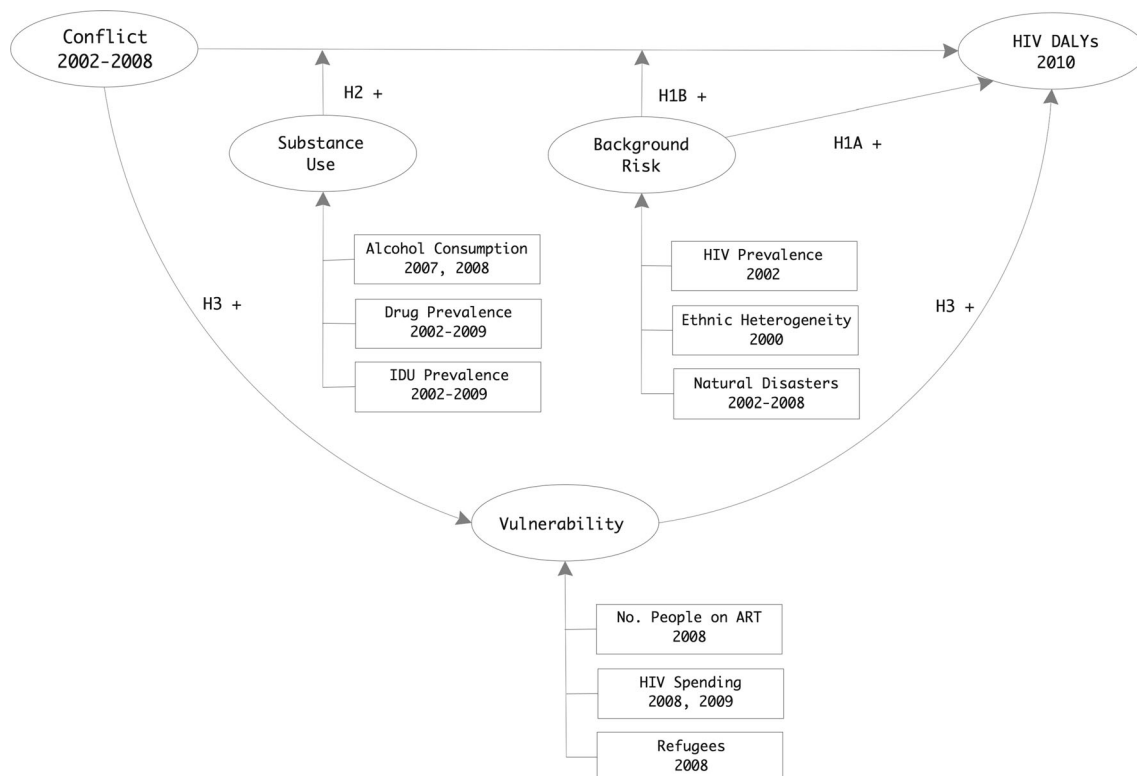 Conflict
2002-2008
HIV DALYs
2010
H2 +
H1B +
H1A +
Substance
Use
Background
Risk
Alcohol Consumption
2007, 2008
Drug Prevalence
2002-2009
IDU Prevalence
2002-2009
HIV Prevalence
2002
Ethnic Heterogeneity
2000
Natural Disasters
2002-2008
H3 +
H3 +
Vulnerability
No. People on ART
2008
HIV Spending
2008, 2009
Refugees
2008